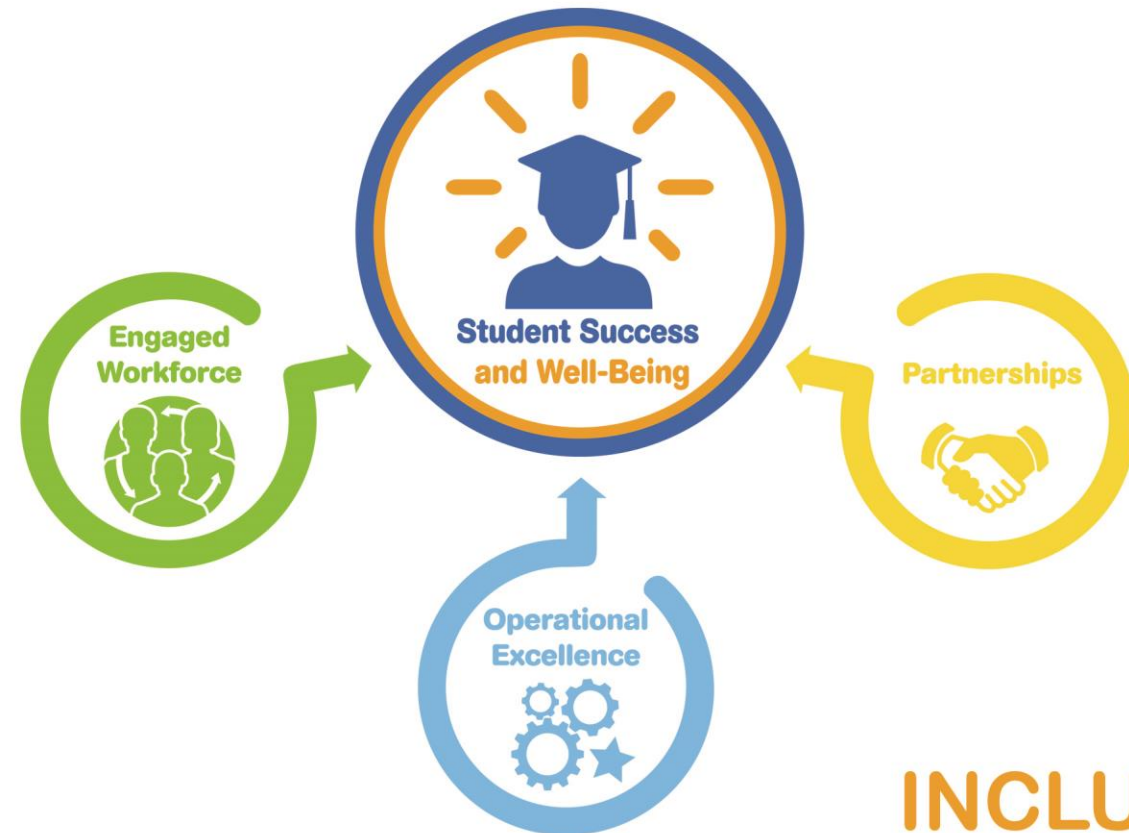 Student Success
and Well-Being
Engaged
Workforce
Partnerships
Operational
Excellence
INCLU